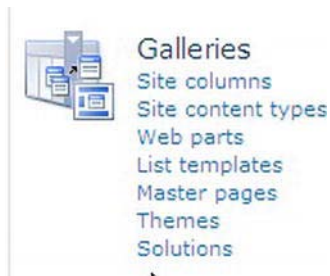 Galleries
Site columns
Site content types
Web parts
List templates
Master pages
Themes
Solutions